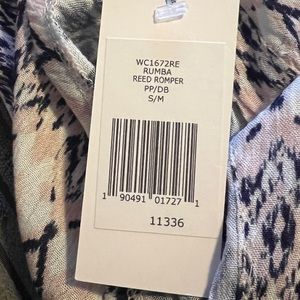 WC1672RE
RUMBA
REED ROMPER
PP/DB
S/M
1 90491 01727 1
11336